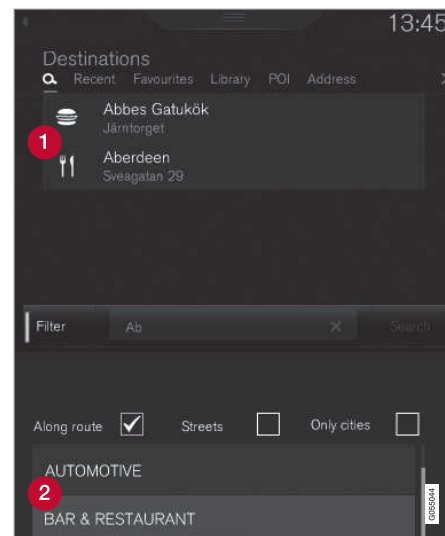 13:45
Destinations
Recent Favourites Library POI Address
Abbes Gatukök
Järntorget
1
Aberdeen
Sveagatan 29
Filter Ab Search
Along route Streets Only cities
AUTOMOTIVE
2
BAR & RESTAURANT
G055044